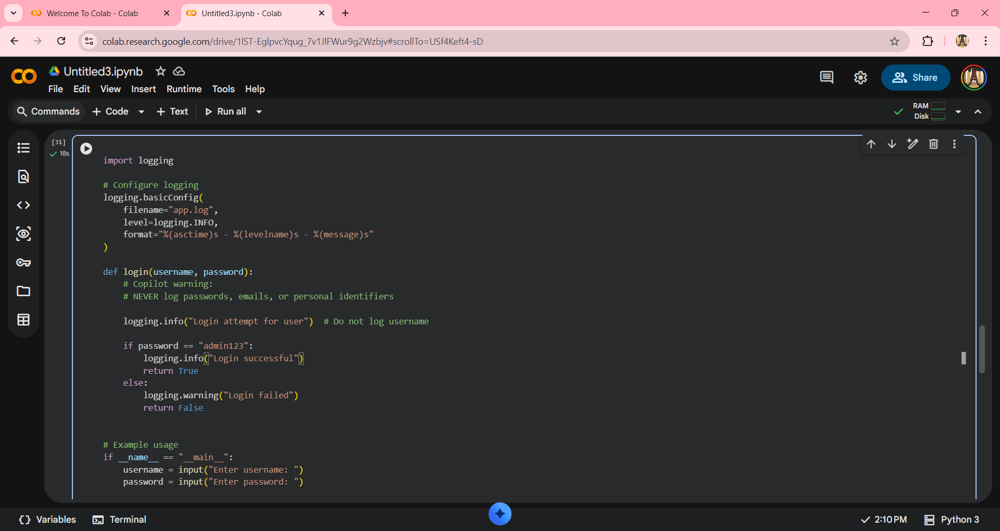 Welcome To Colab - Colab
Untitled3.ipynb - Colab
colab.research.google.com/drive/1lST-EglpvcYqug_7v1JlFWur9g2Wzbjv#scrollTo=USf4Keft4-sD
Untitled3.ipynb
File Edit View Insert Runtime Tools Help
Share
Commands + Code + Text Run all
RAM
Disk
[31]
18s
import logging
# Configure logging
logging.basicConfig(
    filename="app.log",
    level=logging.INFO,
    format="%(asctime)s - %(levelname)s - %(message)s"
)
def login(username, password):
    # Copilot warning:
    # NEVER log passwords, emails, or personal identifiers
    logging.info("Login attempt for user")  # Do not log username
    if password == "admin123":
        logging.info("Login successful")
        return True
    else:
        logging.warning("Login failed")
        return False
# Example usage
if __name__ == "__main__":
    username = input("Enter username: ")
    password = input("Enter password: ")
{} Variables
Terminal
2:10 PM
Python 3